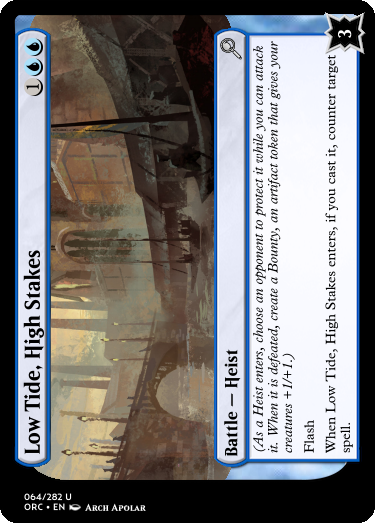 Low Tide, High Stakes 1
Battle — Heist
(As a Heist enters, choose an opponent to protect it while you can attack
it. When it is defeated, create a Bounty, an artifact token that gives your
creatures +1/+1.)
Flash
When Low Tide, High Stakes enters, if you cast it, counter target
spell.
3
064/282 U
ORC • EN Arch Apolar